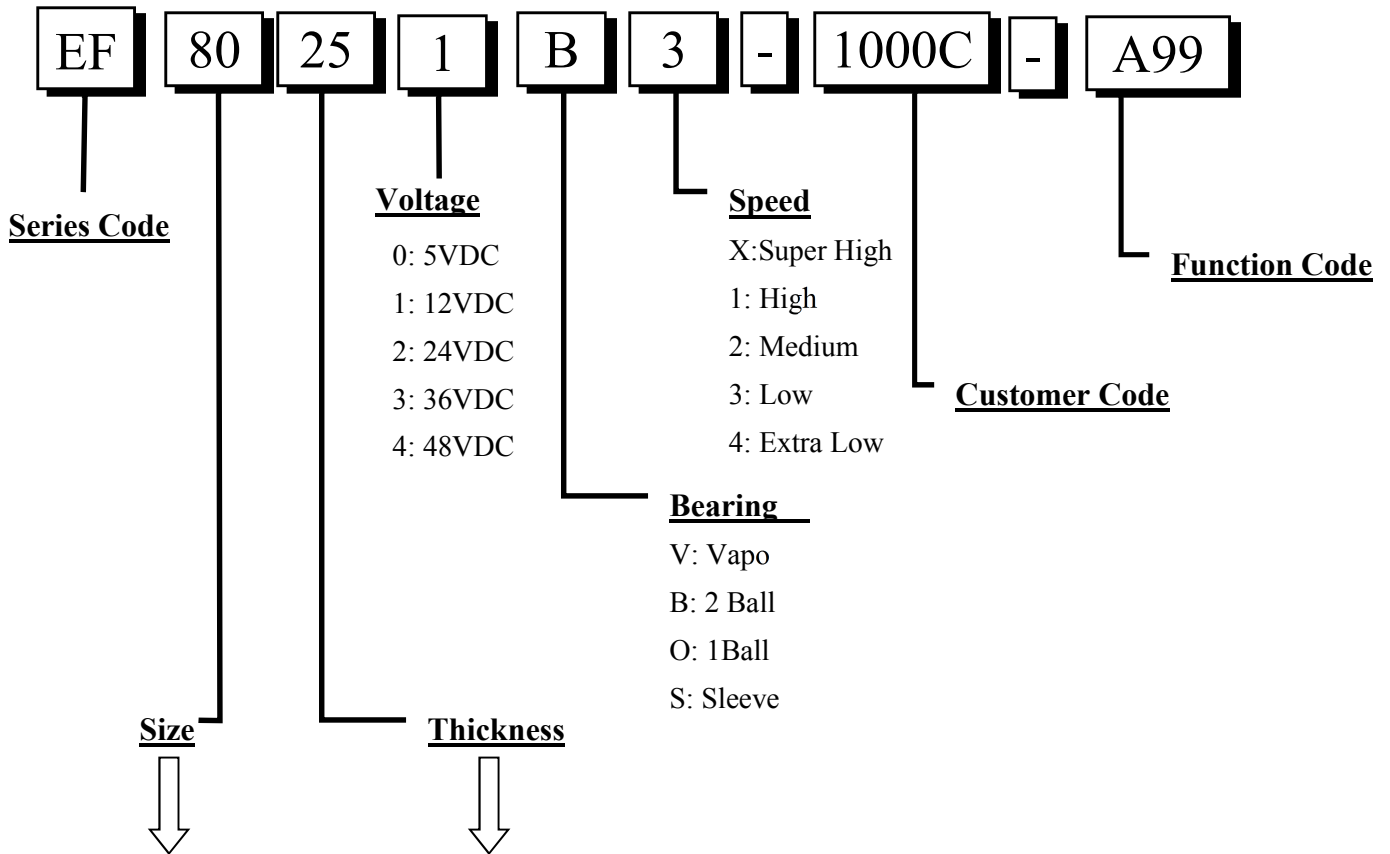 EF 80 25 1 B 3 - 1000C - A99
Series Code
Voltage
0: 5VDC
1: 12VDC
2: 24VDC
3: 36VDC
4: 48VDC
Speed
X:Super High
1: High
2: Medium
3: Low
4: Extra Low
Function Code
Customer Code
Bearing
V: Vapo
B: 2 Ball
O: 1Ball
S: Sleeve
Size
Thickness